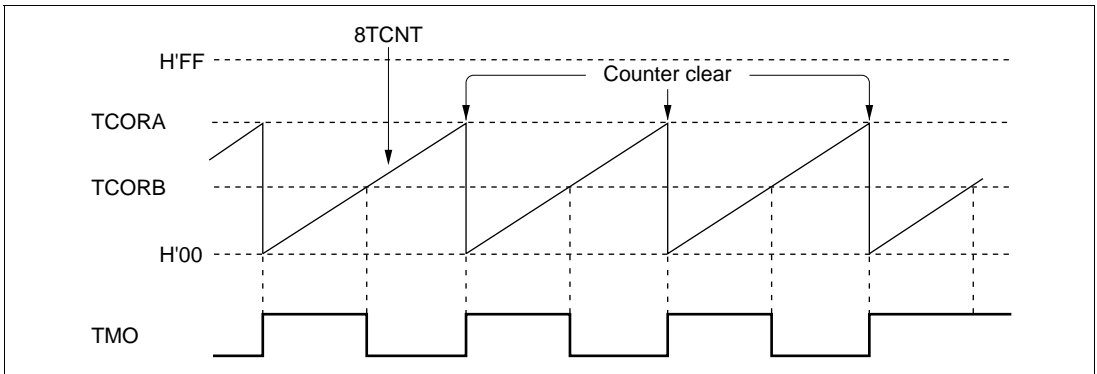 8TCNT
H'FF
Counter clear
TCORA
TCORB
H'00
TMO